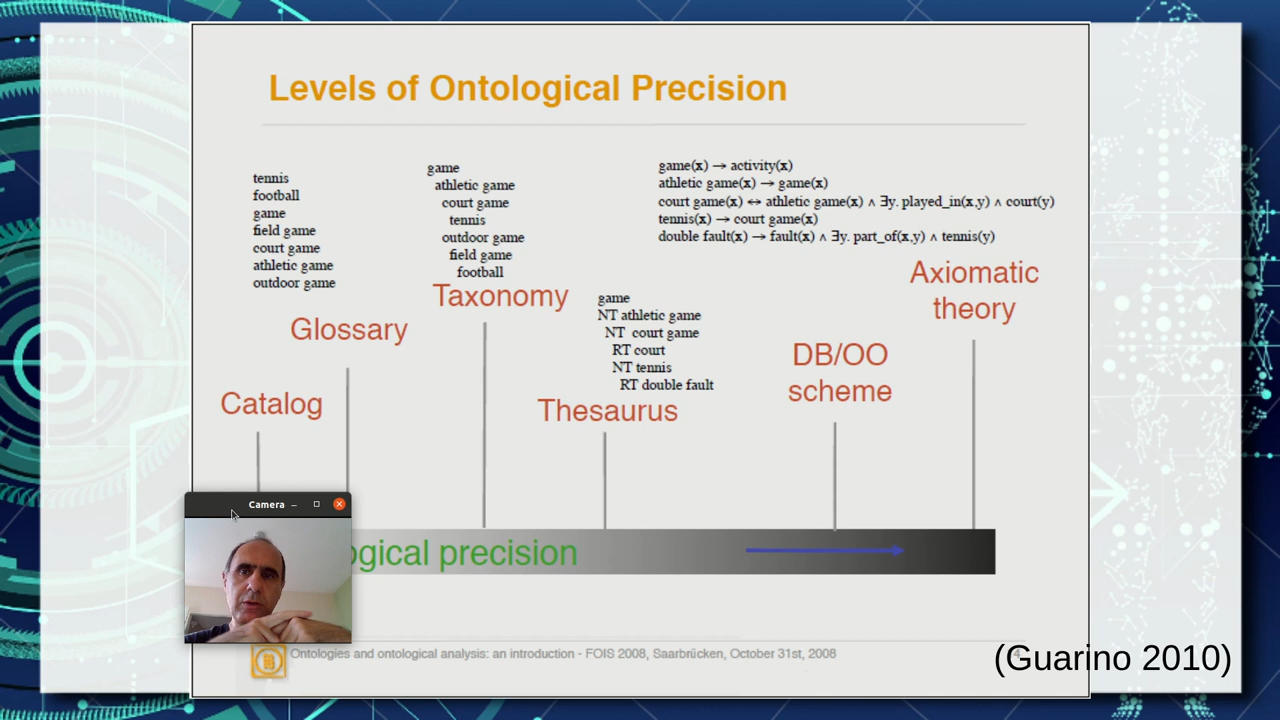 Levels of Ontological Precision
tennis
football
game
field game
court game
athletic game
outdoor game
game
athletic game
court game
tennis
outdoor game
field game
football
game(x) → activity(x)
athletic game(x) → game(x)
court game(x) ↔ athletic game(x) ∧ ∃y. played_in(x,y) ∧ court(y)
tennis(x) → court game(x)
double fault(x) → fault(x) ∧ ∃y. part_of(x,y) ∧ tennis(y)
game
NT athletic game
NT court game
RT court
NT tennis
RT double fault
Catalog
Glossary
Taxonomy
Thesaurus
DB/OO
scheme
Axiomatic
theory
Camera
ogical precision
Ontologies and ontological analysis: an introduction - FOIS 2008, Saarbrücken, October 31st, 2008
(Guarino 2010)